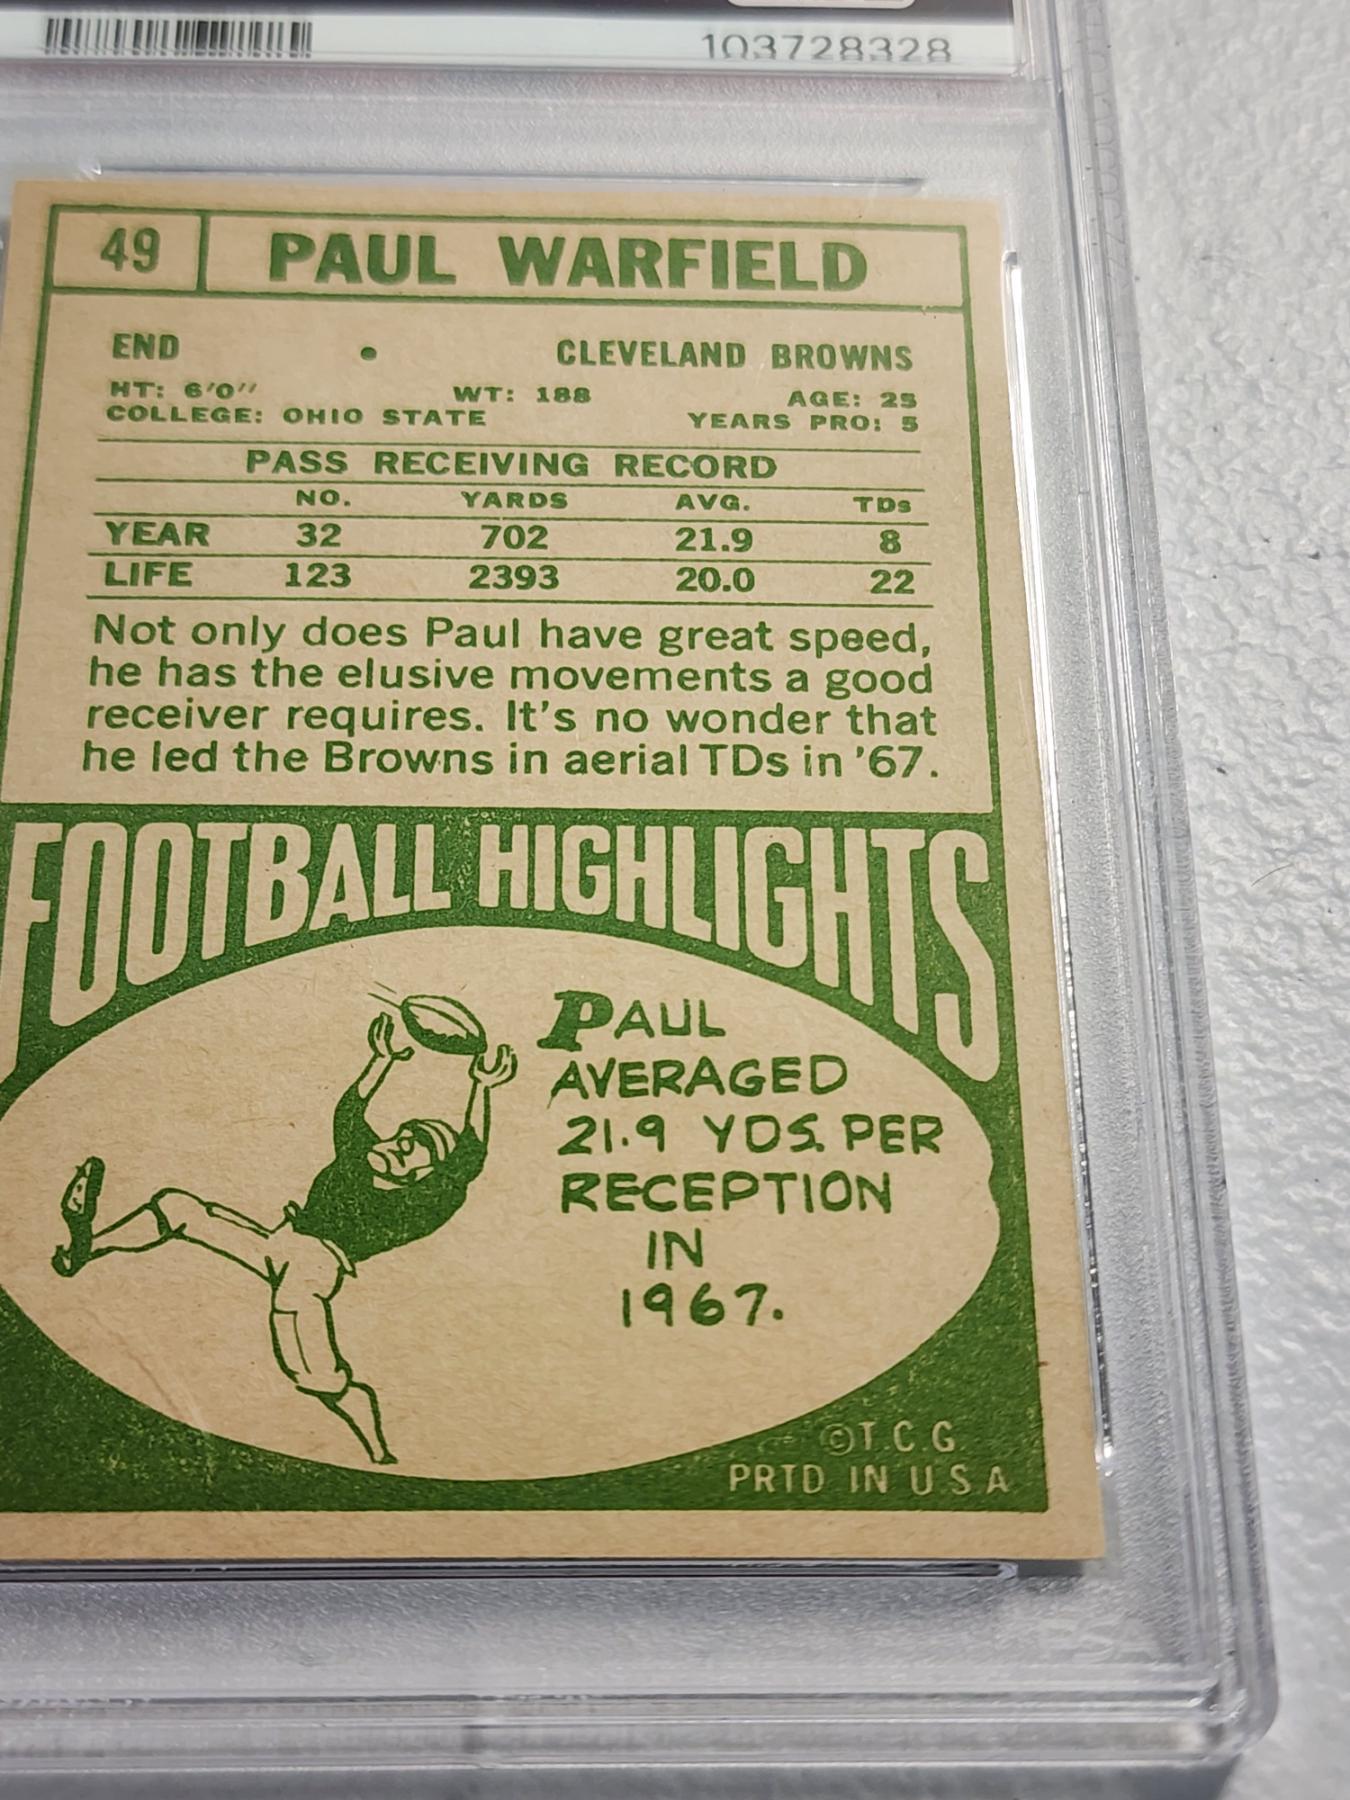 103728328
49 PAUL WARFIELD
END • CLEVELAND BROWNS
HT: 6'0" WT: 188 AGE: 25
COLLEGE: OHIO STATE YEARS PRO: 5
PASS RECEIVING RECORD
NO. YARDS AVG. TDs
YEAR 32 702 21.9 8
LIFE 123 2393 20.0 22
Not only does Paul have great speed,
he has the elusive movements a good
receiver requires. It's no wonder that
he led the Browns in aerial TDs in '67.
FOOTBALL HIGHLIGHTS
PAUL
AVERAGED
21.9 YDS. PER
RECEPTION
IN
1967.
©T.C.G.
PRTD IN U.S.A.